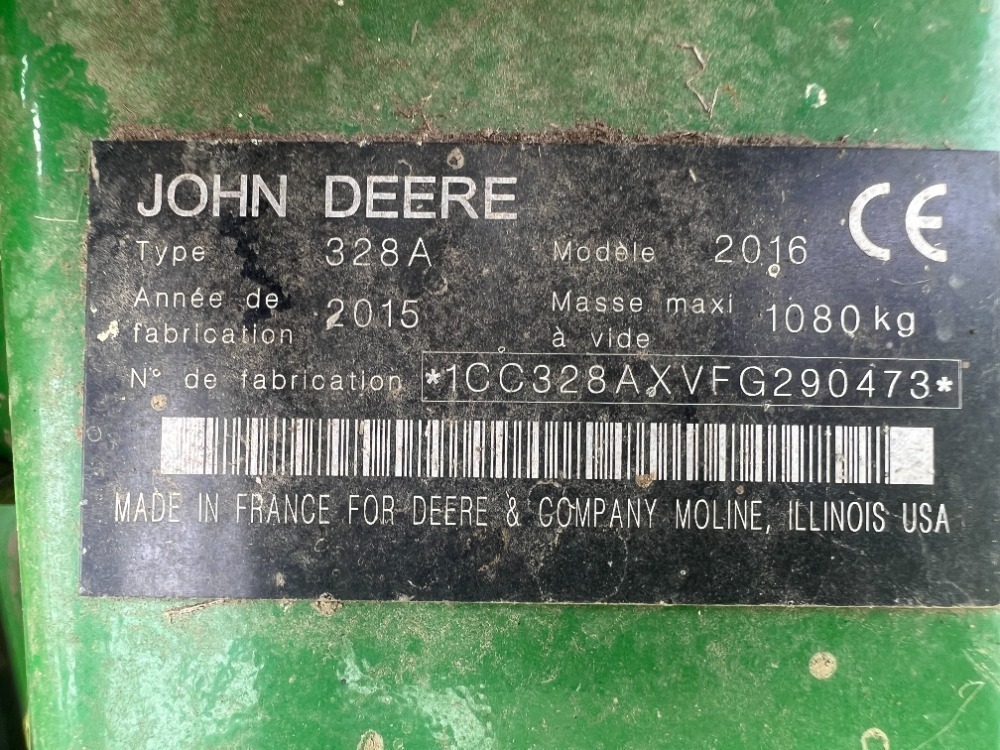 JOHN DEERE
CE
Type 328A Modèle 2016
Année de fabrication 2015 Masse maxi à vide 1080 kg
N° de fabrication *1CC328AXVFG290473*
MADE IN FRANCE FOR DEERE & COMPANY MOLINE, ILLINOIS USA